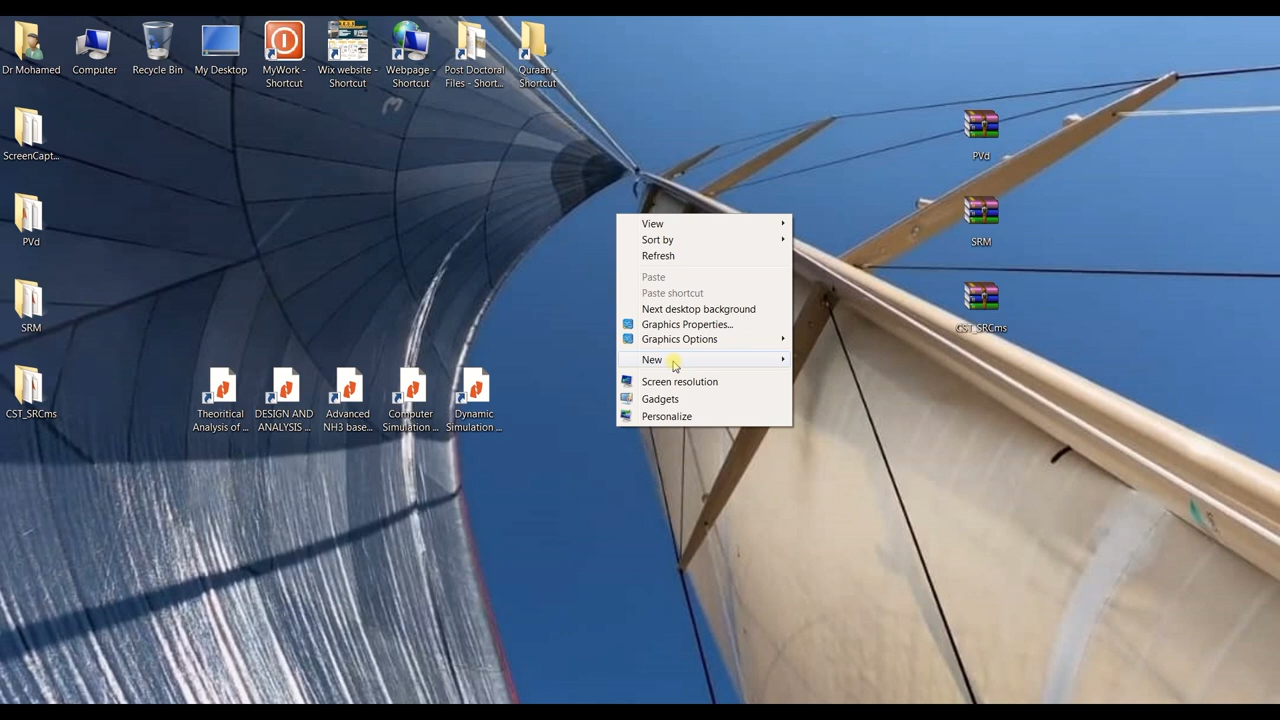 Dr Mohamed
Computer
Recycle Bin
My Desktop
MyWork -
Shortcut
Wix website -
Shortcut
Webpage -
Shortcut
Post Doctoral
Files - Short...
Quraan -
Shortcut
ScreenCapt...
PVd
SRM
CST_SRCms
Theoritical
Analysis of ...
DESIGN AND
ANALYSIS ...
Advanced
NH3 base...
Computer
Simulation ...
Dynamic
Simulation ...
View
Sort by
Refresh
Paste
Paste shortcut
Next desktop background
Graphics Properties...
Graphics Options
New
Screen resolution
Gadgets
Personalize
PVd
SRM
CST_SRCms